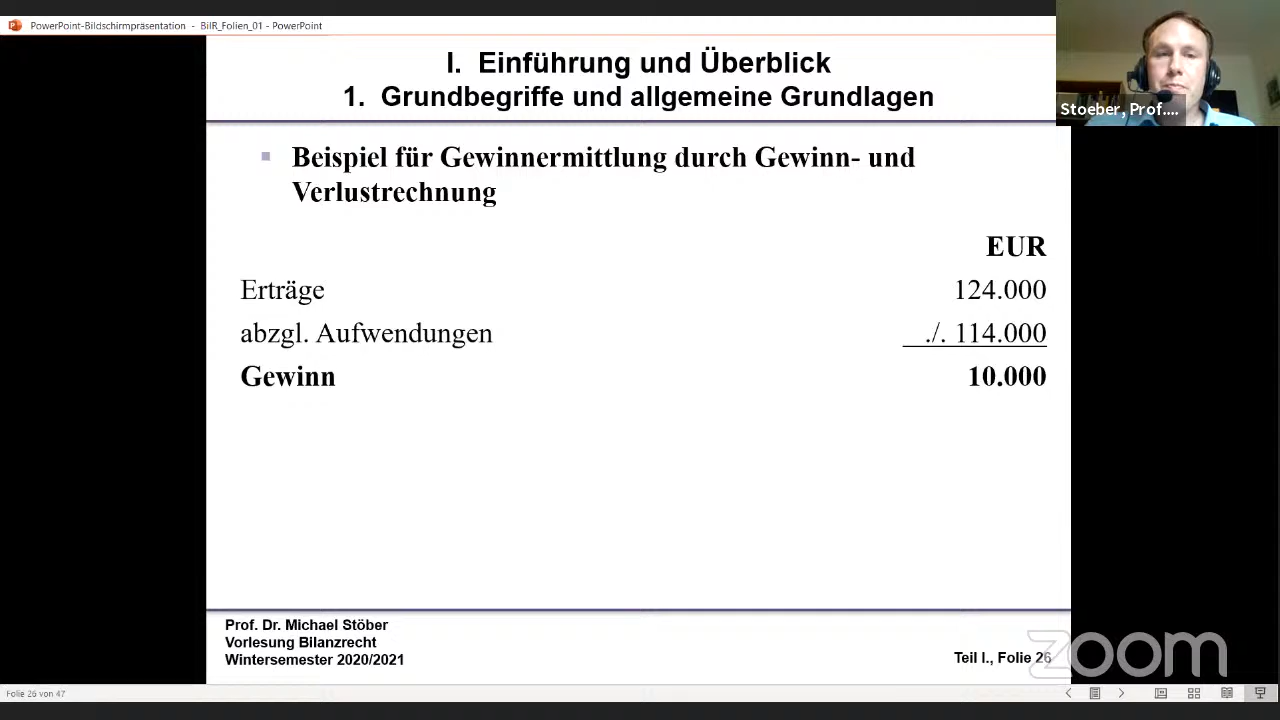 PowerPoint-Bildschirmpräsentation - BilR_Folien_01 - PowerPoint
Stoeber, Prof....
I. Einführung und Überblick
1. Grundbegriffe und allgemeine Grundlagen
Beispiel für Gewinnermittlung durch Gewinn- und
Verlustrechnung
EUR
Erträge 124.000
abzgl. Aufwendungen ./. 114.000
Gewinn 10.000
Prof. Dr. Michael Stöber
Vorlesung Bilanzrecht
Wintersemester 2020/2021
Teil I., Folie 26
zoom
Folie 26 von 47